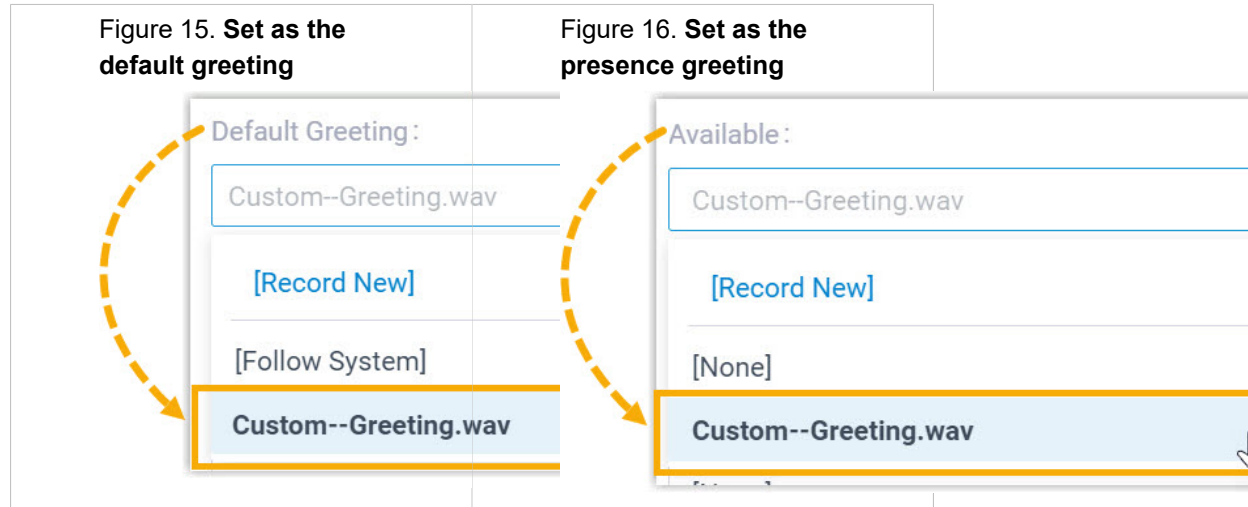 Figure 15. Set as the
default greeting
Default Greeting:
Custom--Greeting.wav
[Record New]
[Follow System]
Custom--Greeting.wav
Figure 16. Set as the
presence greeting
Available:
Custom--Greeting.wav
[Record New]
[None]
Custom--Greeting.wav